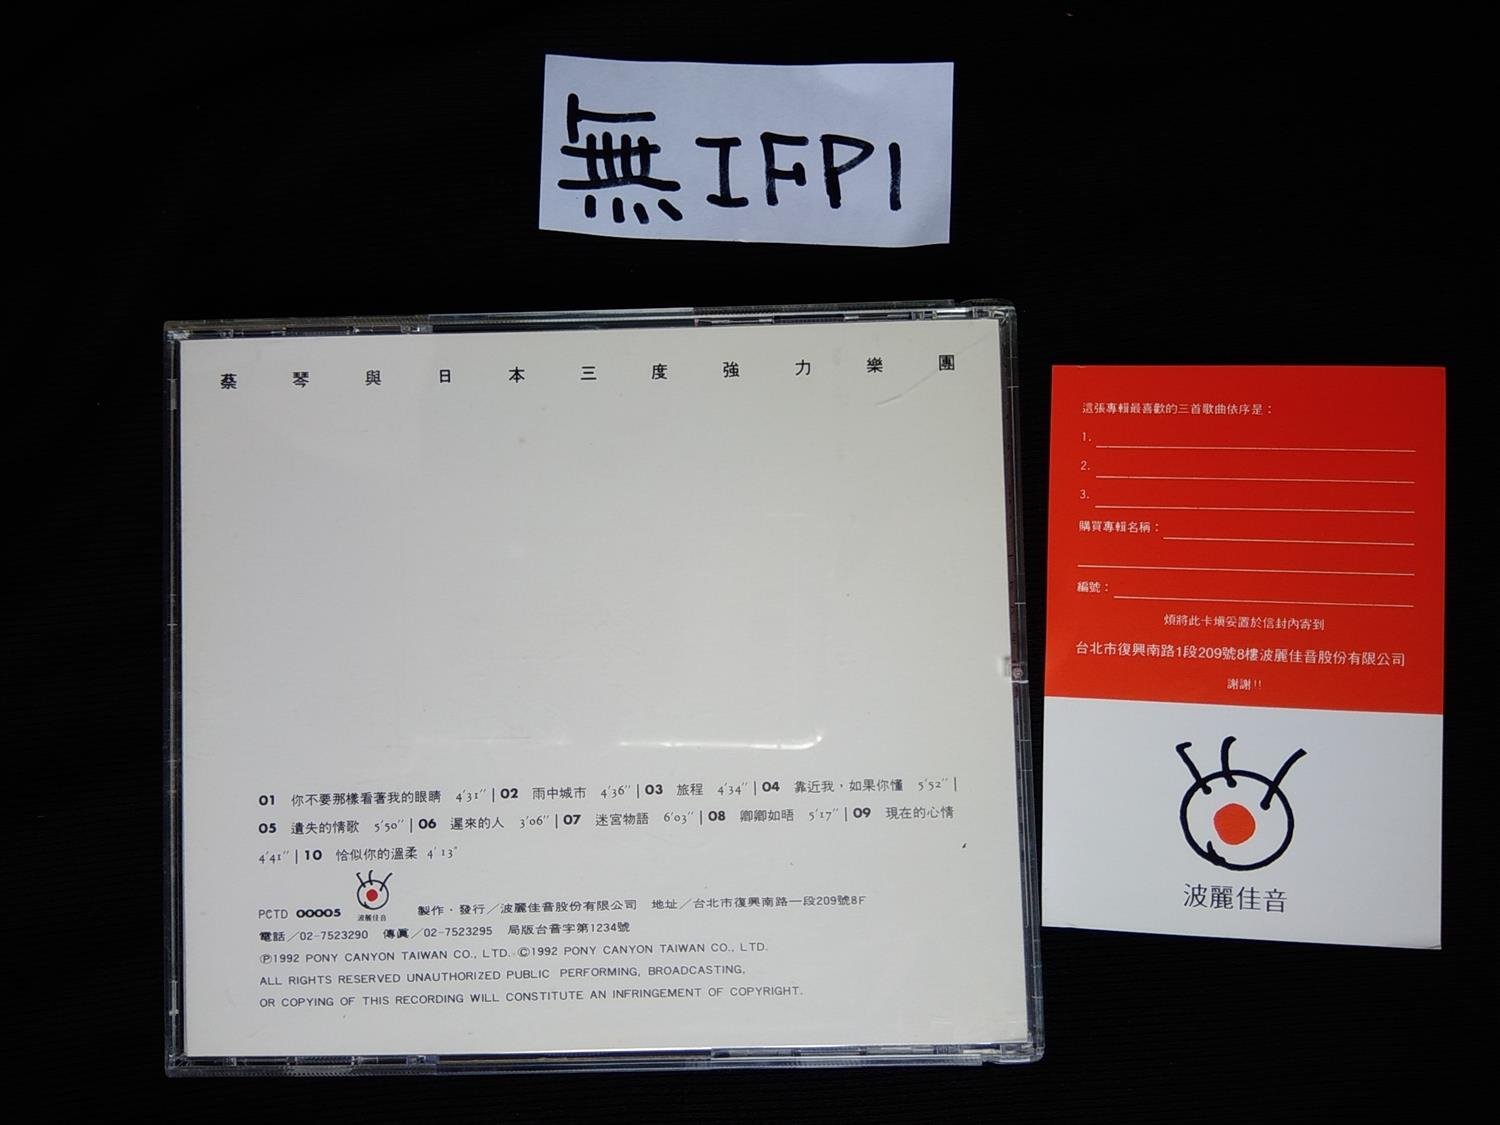 無IFPI
蔡琴與日本三度強力樂團
01 你不要那樣看著我的眼睛 4'31" | 02 雨中城市 4'36" | 03 旅程 4'34" | 04 靠近我，如果你懂 5'52" |
05 遺失的情歌 5'50" | 06 遲來的人 3'06" | 07 迷宮物語 6'03" | 08 卿卿如晤 5'17" | 09 現在的心情
4'41" | 10 恰似你的溫柔 4'13"
PCTD 00005 波麗佳音 製作·發行／波麗佳音股份有限公司 地址／台北市復興南路一段209號8F
電話／02-7523290 傳真／02-7523295 局版台音字第1234號
Ⓟ1992 PONY CANYON TAIWAN CO., LTD. ©1992 PONY CANYON TAIWAN CO., LTD.
ALL RIGHTS RESERVED UNAUTHORIZED PUBLIC PERFORMING, BROADCASTING,
OR COPYING OF THIS RECORDING WILL CONSTITUTE AN INFRINGEMENT OF COPYRIGHT.
這張專輯最喜歡的三首歌曲依序是：
1.
2.
3.
購買專輯名稱：
編號：
煩將此卡填妥置於信封內寄到
台北市復興南路1段209號8樓波麗佳音股份有限公司
謝謝!!
波麗佳音